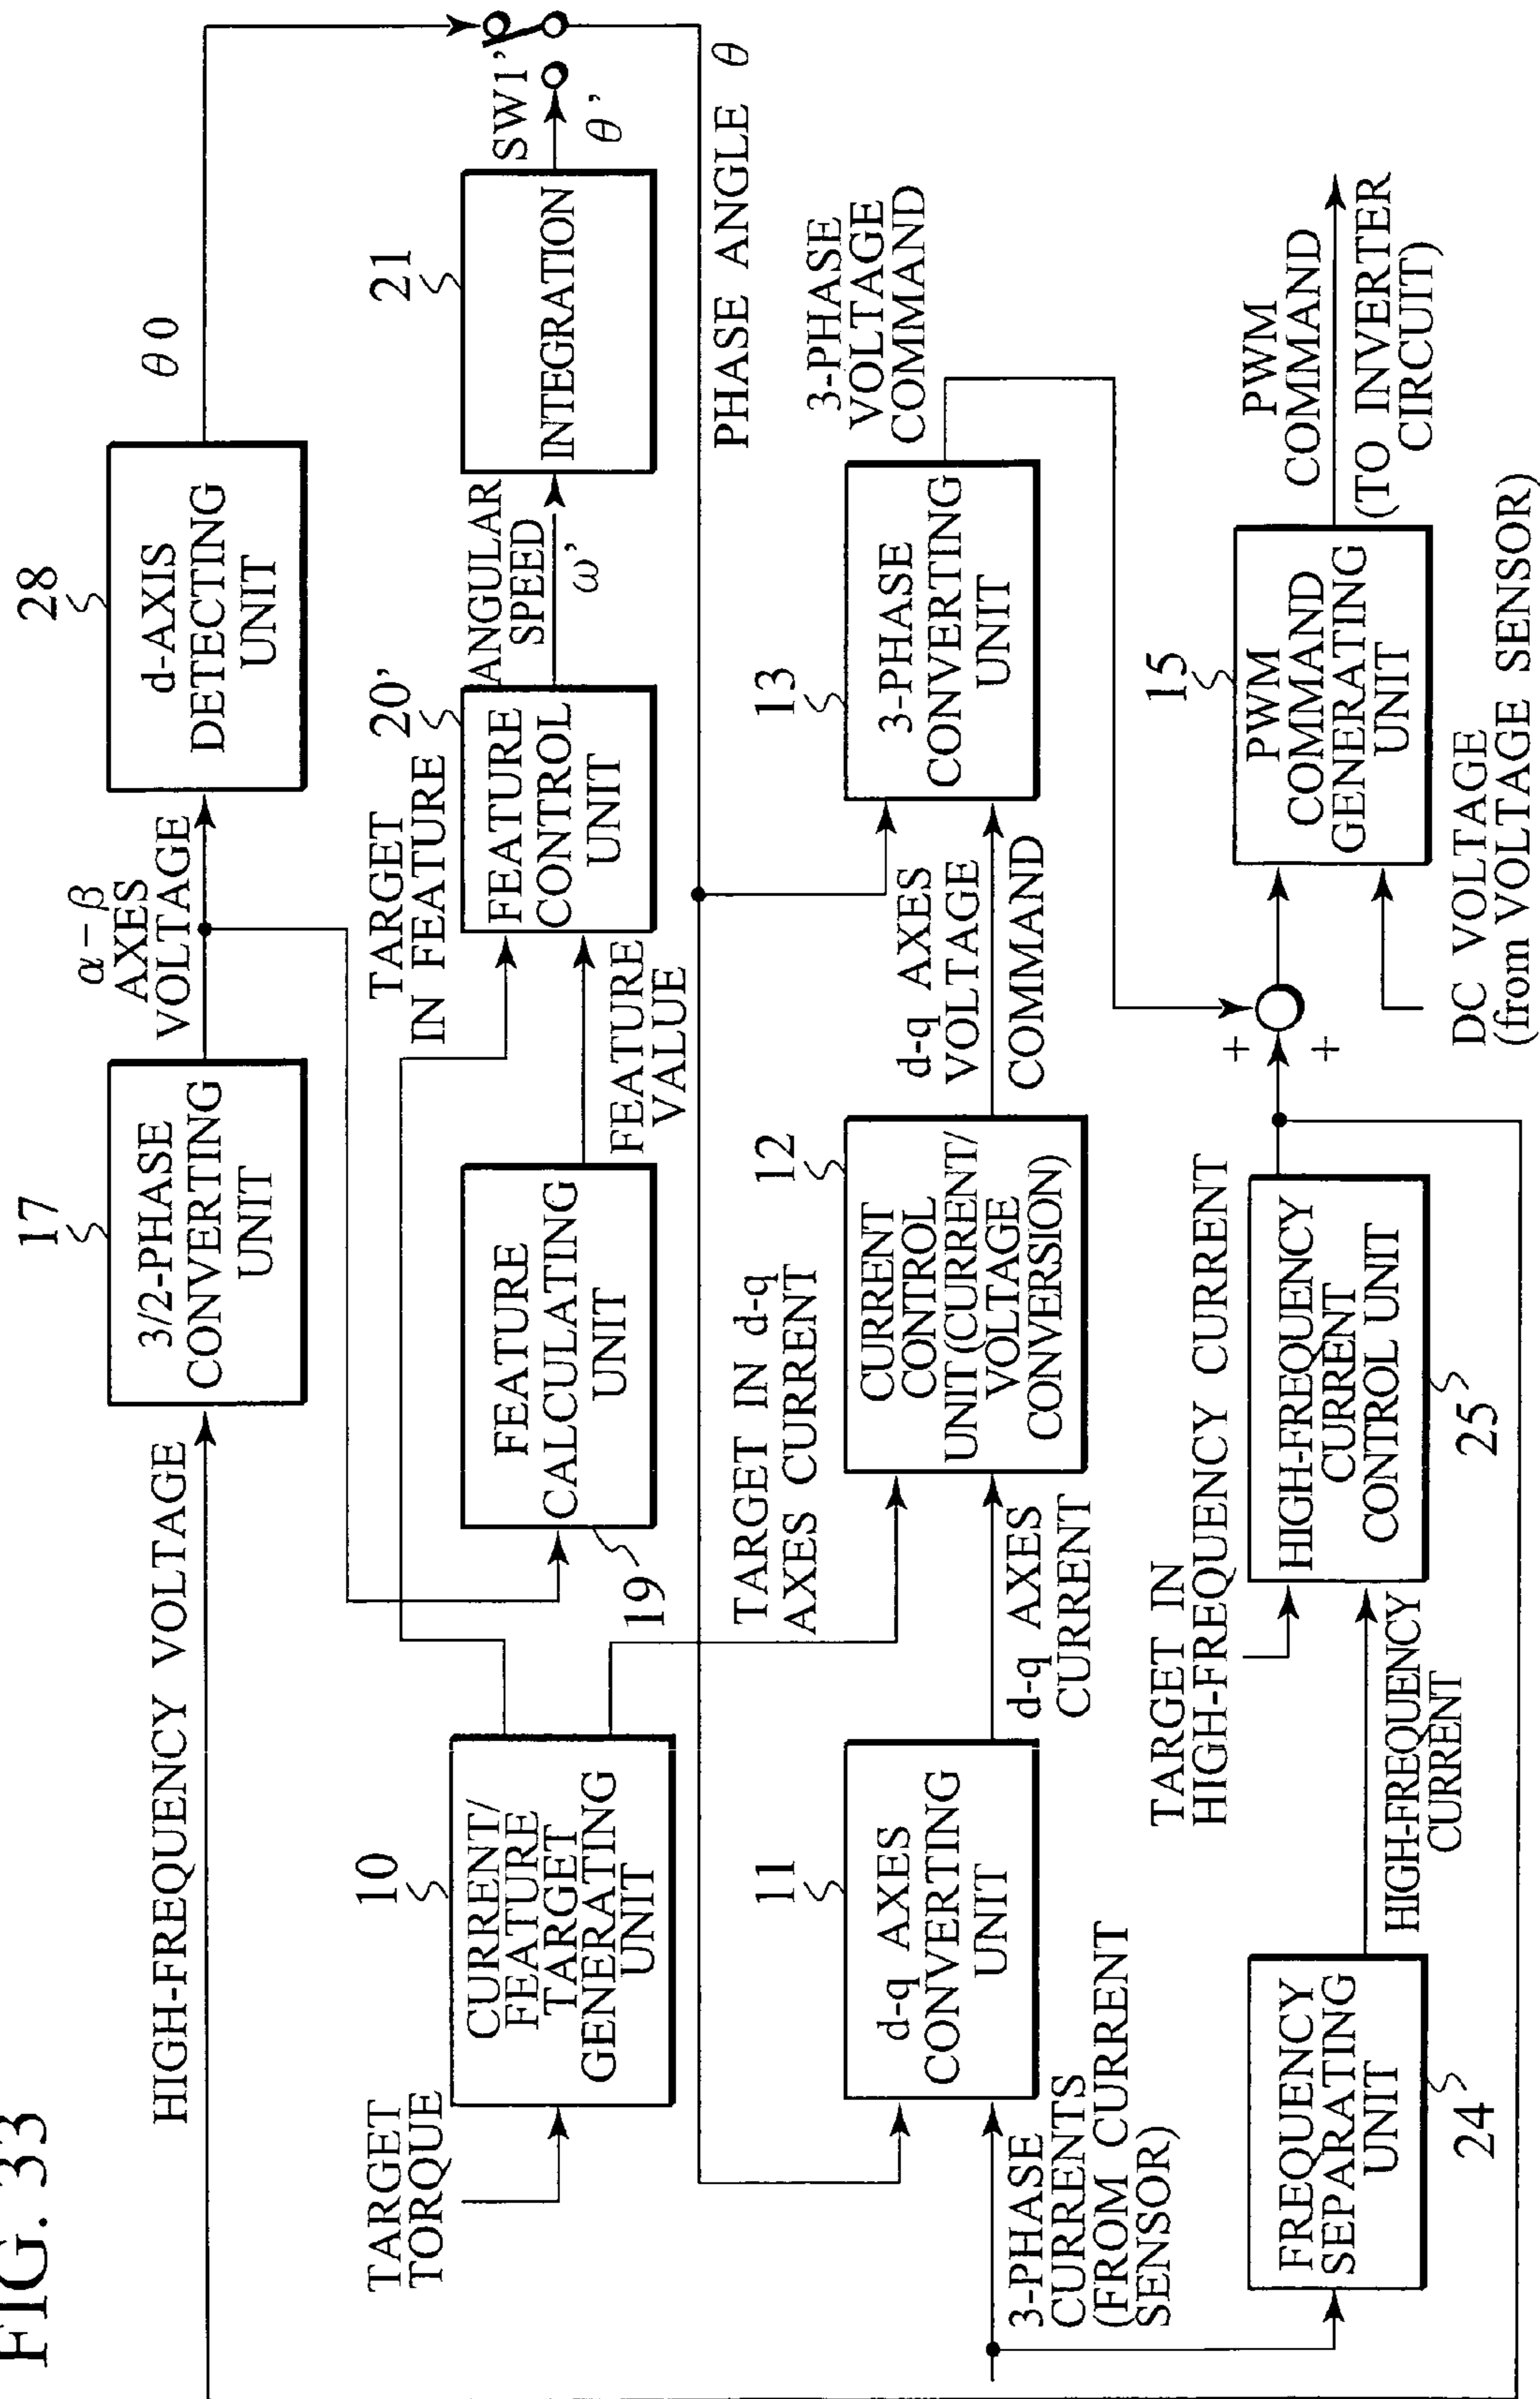 FIG. 33
HIGH-FREQUENCY VOLTAGE
17
3/2-PHASE
CONVERTING
UNIT
α-β
AXES
VOLTAGE
28
d-AXIS
DETECTING
UNIT
θ0
TARGET
TORQUE
10
CURRENT/
FEATURE
TARGET
GENERATING
UNIT
19
FEATURE
CALCULATING
UNIT
FEATURE
VALUE
TARGET
IN FEATURE
20'
FEATURE
CONTROL
UNIT
ANGULAR
SPEED
ω'
21
INTEGRATION
SW1'
θ'
PHASE ANGLE θ
3-PHASE
CURRENTS
(FROM CURRENT
SENSOR)
11
d-q AXES
CONVERTING
UNIT
d-q AXES
CURRENT
TARGET IN d-q
AXES CURRENT
12
CURRENT
CONTROL
UNIT (CURRENT/
VOLTAGE
CONVERSION)
d-q AXES
VOLTAGE
COMMAND
13
3-PHASE
CONVERTING
UNIT
3-PHASE
VOLTAGE
COMMAND
24
FREQUENCY
SEPARATING
UNIT
HIGH-FREQUENCY
CURRENT
TARGET IN
HIGH-FREQUENCY CURRENT
25
HIGH-FREQUENCY
CURRENT
CONTROL UNIT
+
+
DC VOLTAGE
(from VOLTAGE SENSOR)
15
PWM
COMMAND
GENERATING
UNIT
PWM
COMMAND
(TO INVERTER
CIRCUIT)